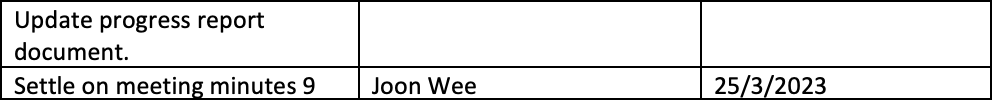 Update progress report
document.
Settle on meeting minutes 9 Joon Wee 25/3/2023